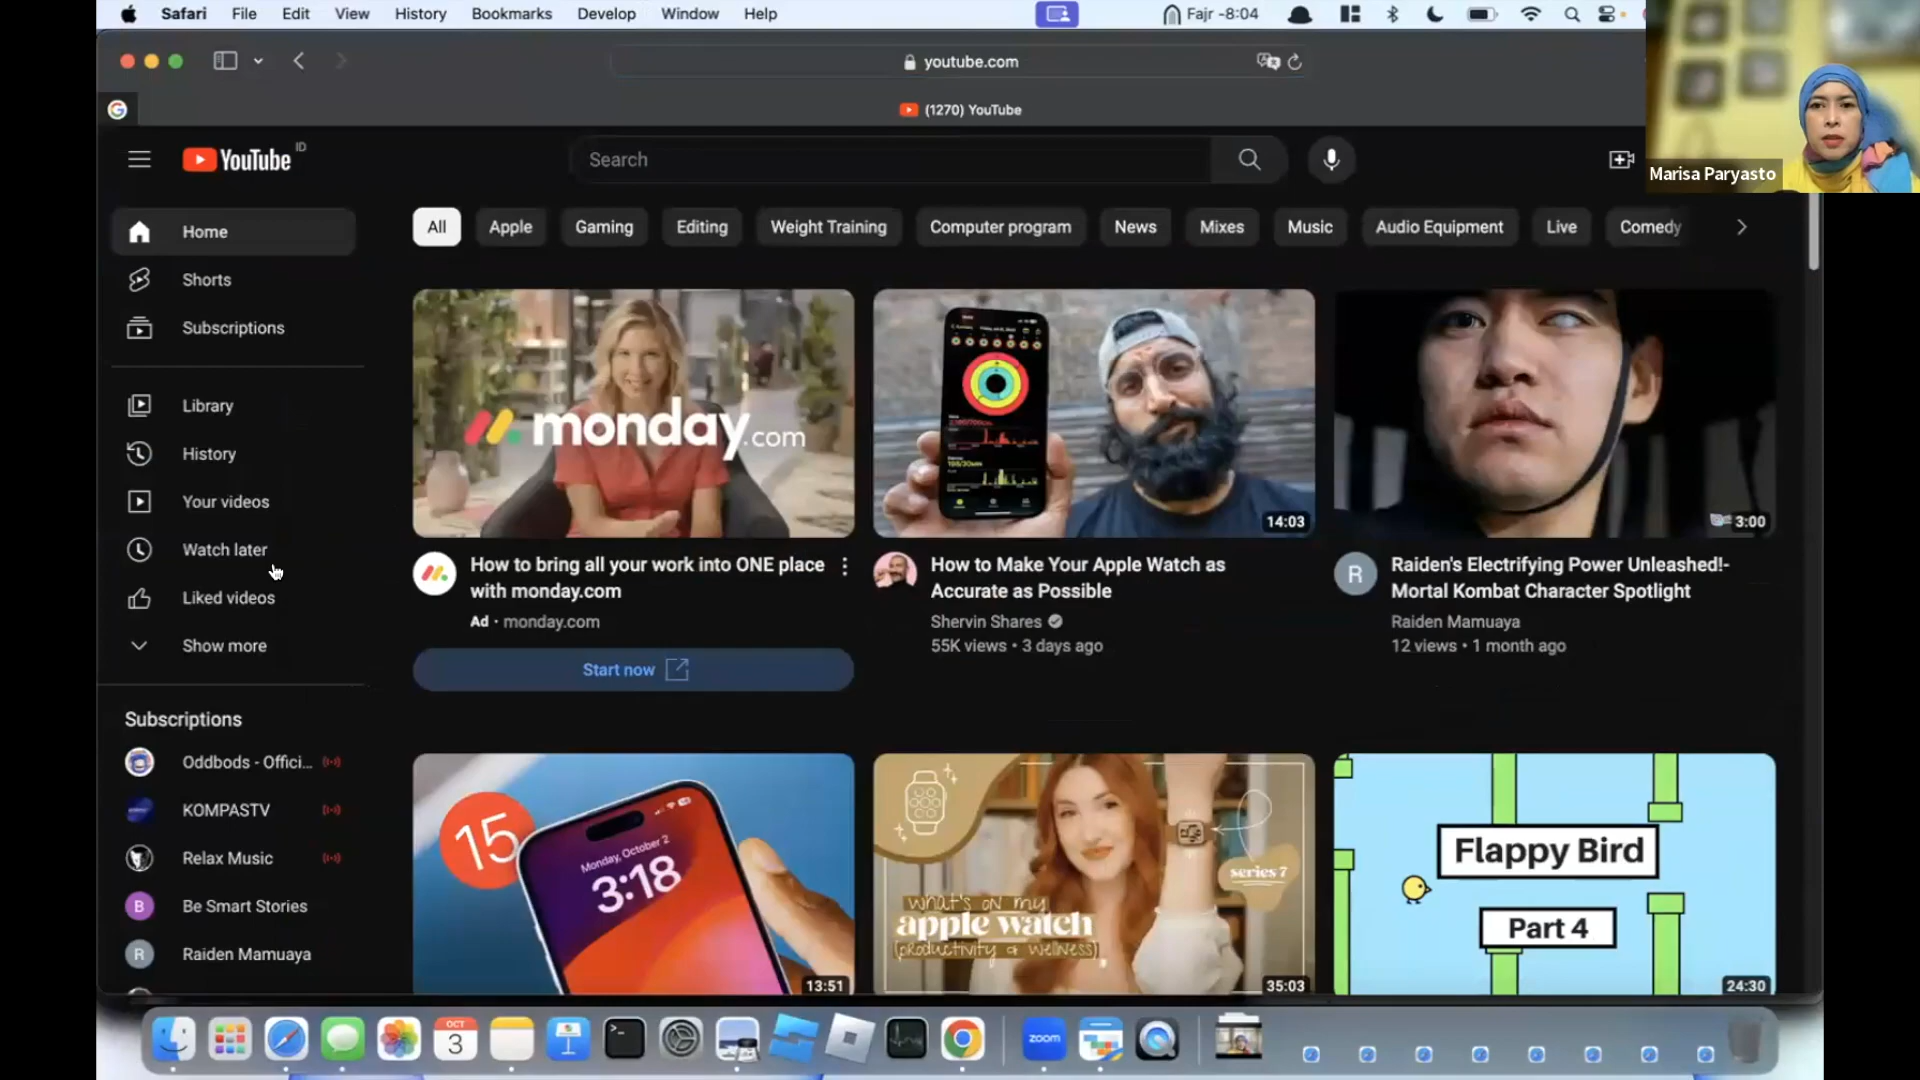 Safari File Edit View History Bookmarks Develop Window Help
Fajr -8:04
youtube.com
(1270) YouTube
YouTube ID
Search
Marisa Paryasto
Home
Shorts
Subscriptions
Library
History
Your videos
Watch later
Liked videos
Show more
Subscriptions
Oddbods - Offici...
KOMPASTV
Relax Music
B
Be Smart Stories
R
Raiden Mamuaya
All Apple Gaming Editing Weight Training Computer program News Mixes Music Audio Equipment Live Comedy
monday.com
How to bring all your work into ONE place
with monday.com
Ad · monday.com
Start now
14:03
How to Make Your Apple Watch as
Accurate as Possible
Shervin Shares
55K views • 3 days ago
3:00
R
Raiden's Electrifying Power Unleashed!-
Mortal Kombat Character Spotlight
Raiden Mamuaya
12 views • 1 month ago
15
Monday, October 2
3:18
13:51
what's on my
apple watch
(productivity & wellness)
series 7
35:03
Flappy Bird
Part 4
24:30
OCT
3
zoom